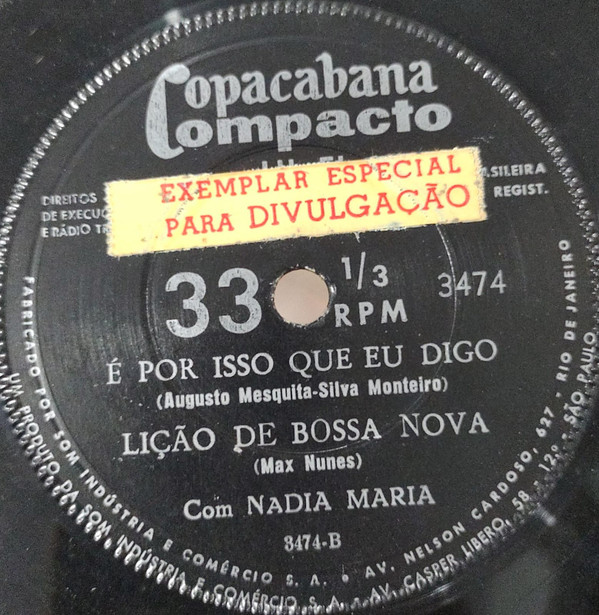 Copacabana
Compacto
EXEMPLAR ESPECIAL
PARA DIVULGAÇÃO
DIREITOS
SILEIRA
DE EXECUÇ
REGIST.
E RÁDIO TR
33 1/3 RPM
3474
É POR ISSO QUE EU DIGO
(Augusto Mesquita-Silva Monteiro)
LIÇÃO DE BOSSA NOVA
(Max Nunes)
Com NADIA MARIA
3474-B
FABRICADO POR SOM INDÚSTRIA E COMÉRCIO S. A. • AV. NELSON CARDOSO, 627 - RIO DE JANEIRO
UM PRODUTO DA SOM INDÚSTRIA E COMÉRCIO S. A. - AV. CASPER LIBERO, 58 - 12º - SÃO PAULO